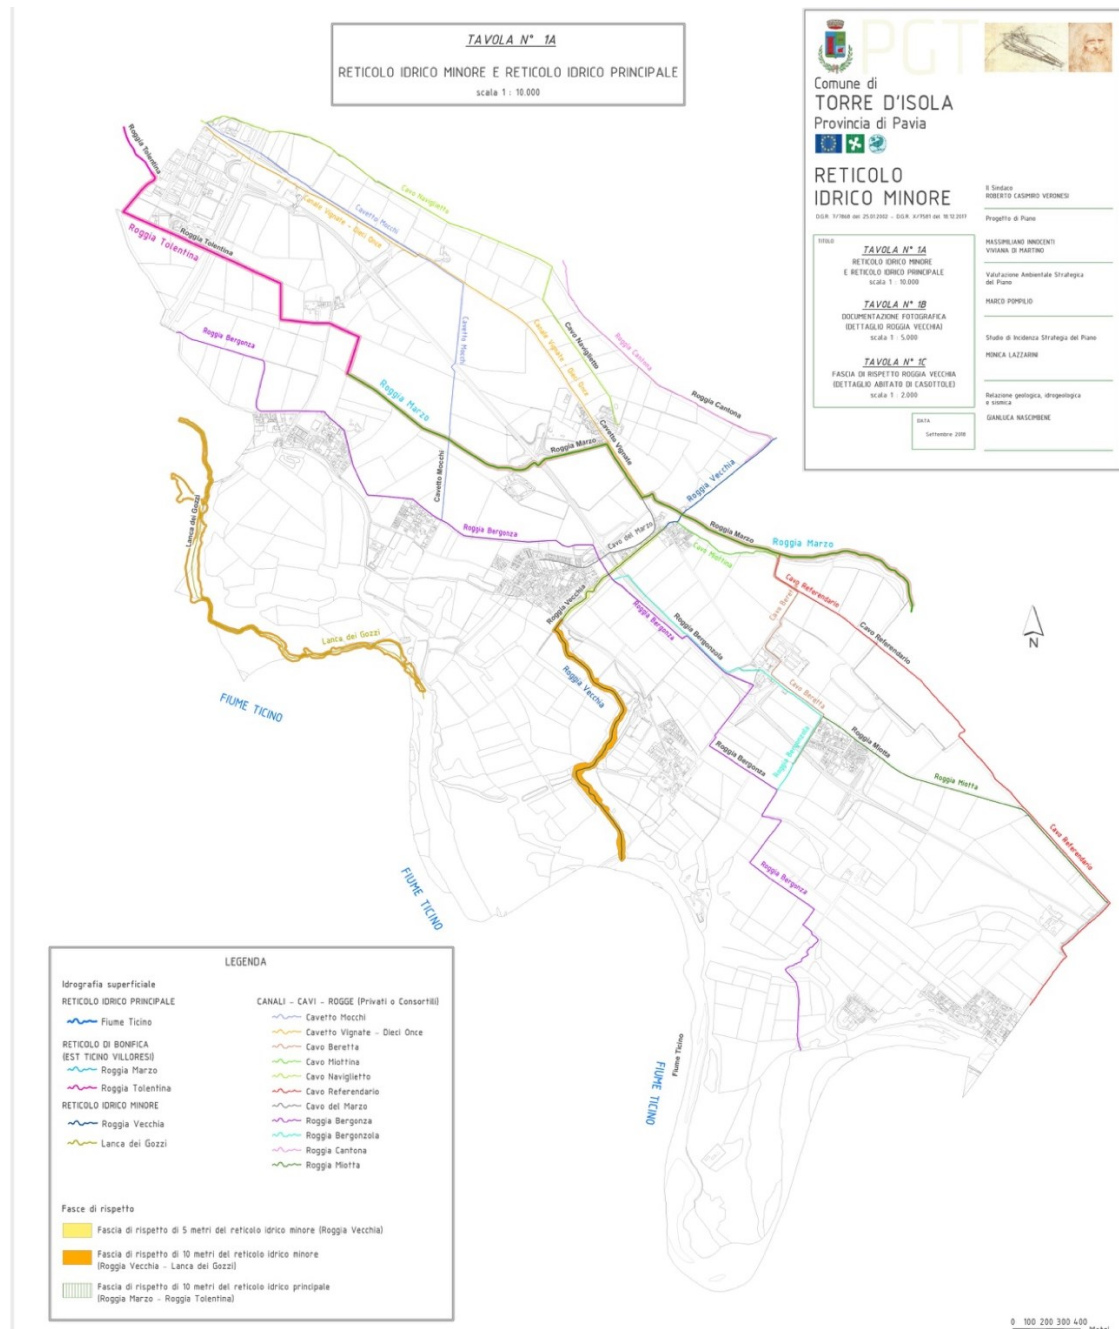 TAVOLA N° 1A
RETICOLO IDRICO MINORE E RETICOLO IDRICO PRINCIPALE
scala 1 : 10.000
PGT
Comune di
TORRE D'ISOLA
Provincia di Pavia
RETICOLO
IDRICO MINORE
Il Sindaco
ROBERTO CASIMIRO VERONESI
Progetto di Piano
MASSIMILIANO INNOCENTI
VIVIANA DI MARTINO
Valutazione Ambientale Strategica
del Piano
MARCO POMPILIO
Studio di Incidenza Strategia del Piano
MONICA LAZZARINI
Relazione geologica, idrogeologica
e sismica
GIANLUCA NASCIMBENE
TITOLO
TAVOLA N° 1A
RETICOLO IDRICO MINORE
E RETICOLO IDRICO PRINCIPALE
scala 1 : 10.000
TAVOLA N° 1B
DOCUMENTAZIONE FOTOGRAFICA
(DETTAGLIO ROGGIA VECCHIA)
scala 1 : 5.000
TAVOLA N° 1C
FASCIA DI RISPETTO ROGGIA VECCHIA
(DETTAGLIO ABITATO DI CASOTTOLE)
scala 1 : 2.000
DATA
Settembre 2018
Roggia Tolentina
Roggia Tolentina
Roggia Tolentina
Cavo Naviglietto
Cavetto Mocchi
Canale Vignate - Dieci Once
Roggia Bergonza
Cavetto Mocchi
Canale Vignate - Dieci Once
Cavo Naviglietto
Roggia Cantona
Roggia Cantona
Roggia Marzo
Roggia Marzo
Cavetto Vignate
Cavetto Mocchi
Roggia Vecchia
Lanca dei Gozzi
Roggia Bergonza
Cavo del Marzo
Roggia Marzo
Roggia Marzo
Cavo Miottina
Cavo Referendario
Cavo Beretta
Roggia Vecchia
Roggia Bergonza
Roggia Bergonzola
Cavo Referendario
Lanca dei Gozzi
Roggia Vecchia
Cavo Beretta
FIUME TICINO
Roggia Bergonza
Roggia Bergonzola
Roggia Miotta
Roggia Miotta
Cavo Referendario
FIUME TICINO
Roggia Bergonza
Fiume Ticino
FIUME TICINO
N
LEGENDA
Idrografia superficiale
RETICOLO IDRICO PRINCIPALE
Fiume Ticino
RETICOLO DI BONIFICA
(EST TICINO VILLORESI)
Roggia Marzo
Roggia Tolentina
RETICOLO IDRICO MINORE
Roggia Vecchia
Lanca dei Gozzi
CANALI - CAVI - ROGGE (Privati o Consortili)
Cavetto Mocchi
Cavetto Vignate - Dieci Once
Cavo Beretta
Cavo Miottina
Cavo Naviglietto
Cavo Referendario
Cavo del Marzo
Roggia Bergonza
Roggia Bergonzola
Roggia Cantona
Roggia Miotta
Fasce di rispetto
Fascia di rispetto di 5 metri del reticolo idrico minore (Roggia Vecchia)
Fascia di rispetto di 10 metri del reticolo idrico minore
(Roggia Vecchia - Lanca dei Gozzi)
Fascia di rispetto di 10 metri del reticolo idrico principale
(Roggia Marzo - Roggia Tolentina)
0 100 200 300 400